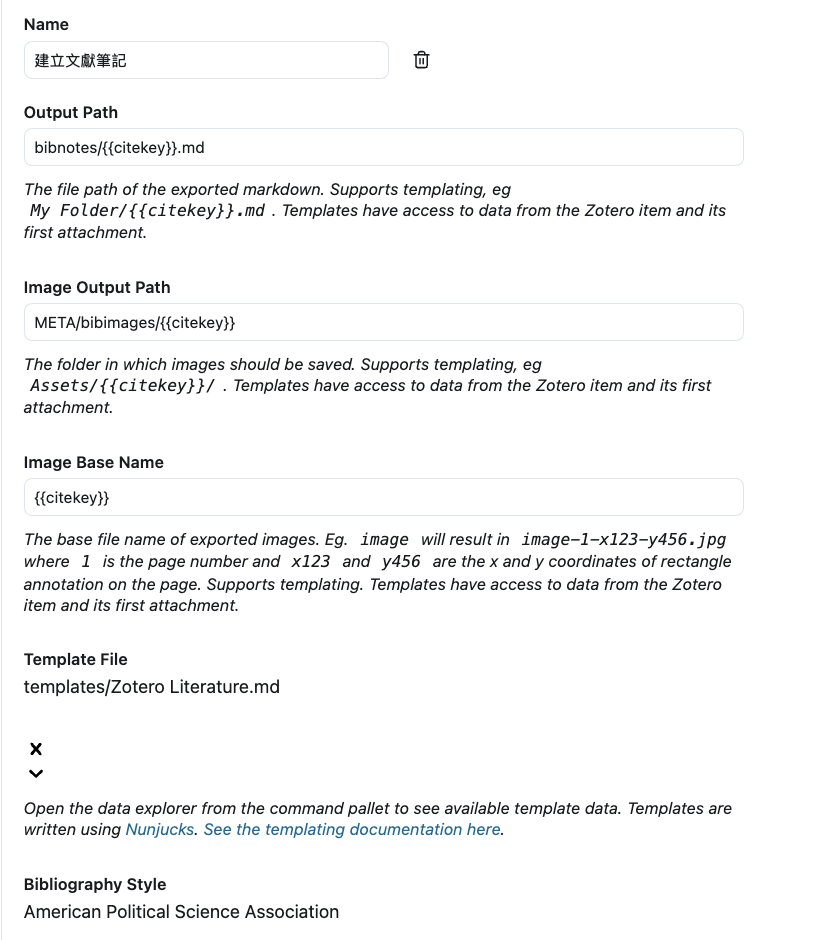 Name
建立文獻筆記
Output Path
bibnotes/{{citekey}}.md
The file path of the exported markdown. Supports templating, eg
My Folder/{{citekey}}.md . Templates have access to data from the Zotero item and its
first attachment.
Image Output Path
META/bibimages/{{citekey}}
The folder in which images should be saved. Supports templating, eg
Assets/{{citekey}}/ . Templates have access to data from the Zotero item and its first
attachment.
Image Base Name
{{citekey}}
The base file name of exported images. Eg. image will result in image-1-x123-y456.jpg
where 1 is the page number and x123 and y456 are the x and y coordinates of rectangle
annotation on the page. Supports templating. Templates have access to data from the Zotero
item and its first attachment.
Template File
templates/Zotero Literature.md
Open the data explorer from the command pallet to see available template data. Templates are
written using Nunjucks. See the templating documentation here.
Bibliography Style
American Political Science Association